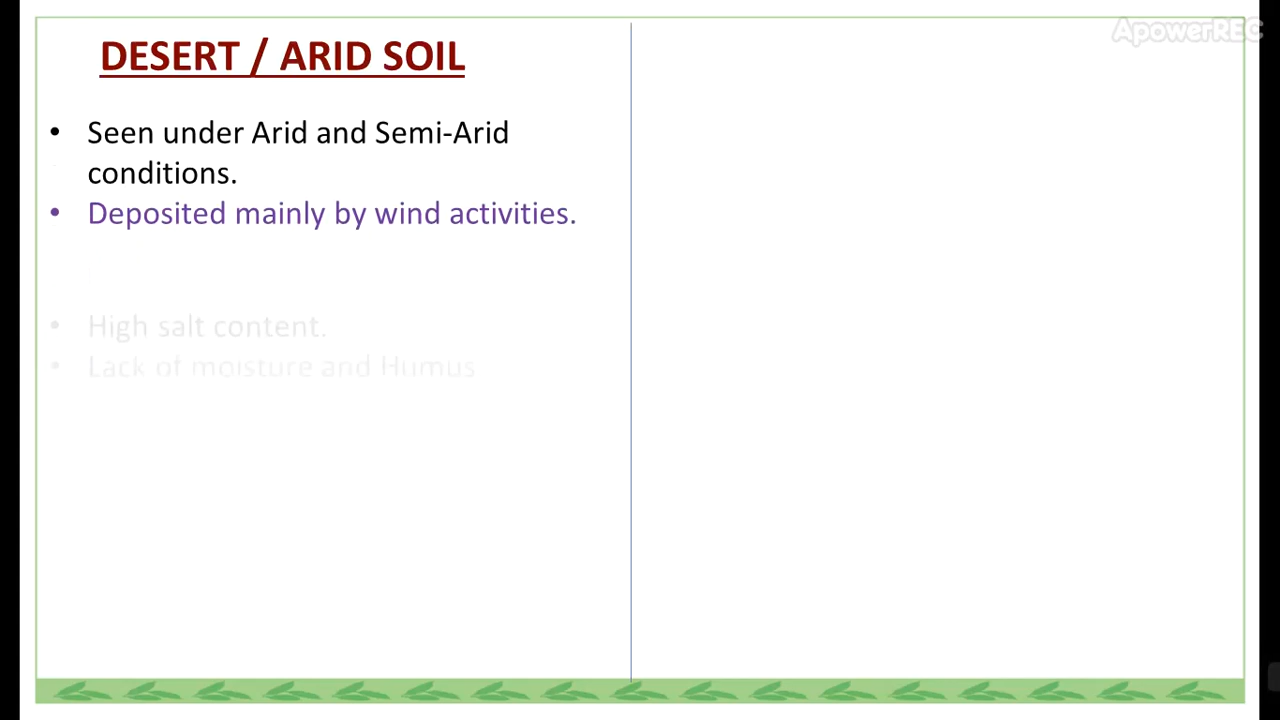 ApowerREC
DESERT / ARID SOIL
• Seen under Arid and Semi-Arid
conditions.
• Deposited mainly by wind activities.
• High salt content.
• Lack of moisture and Humus